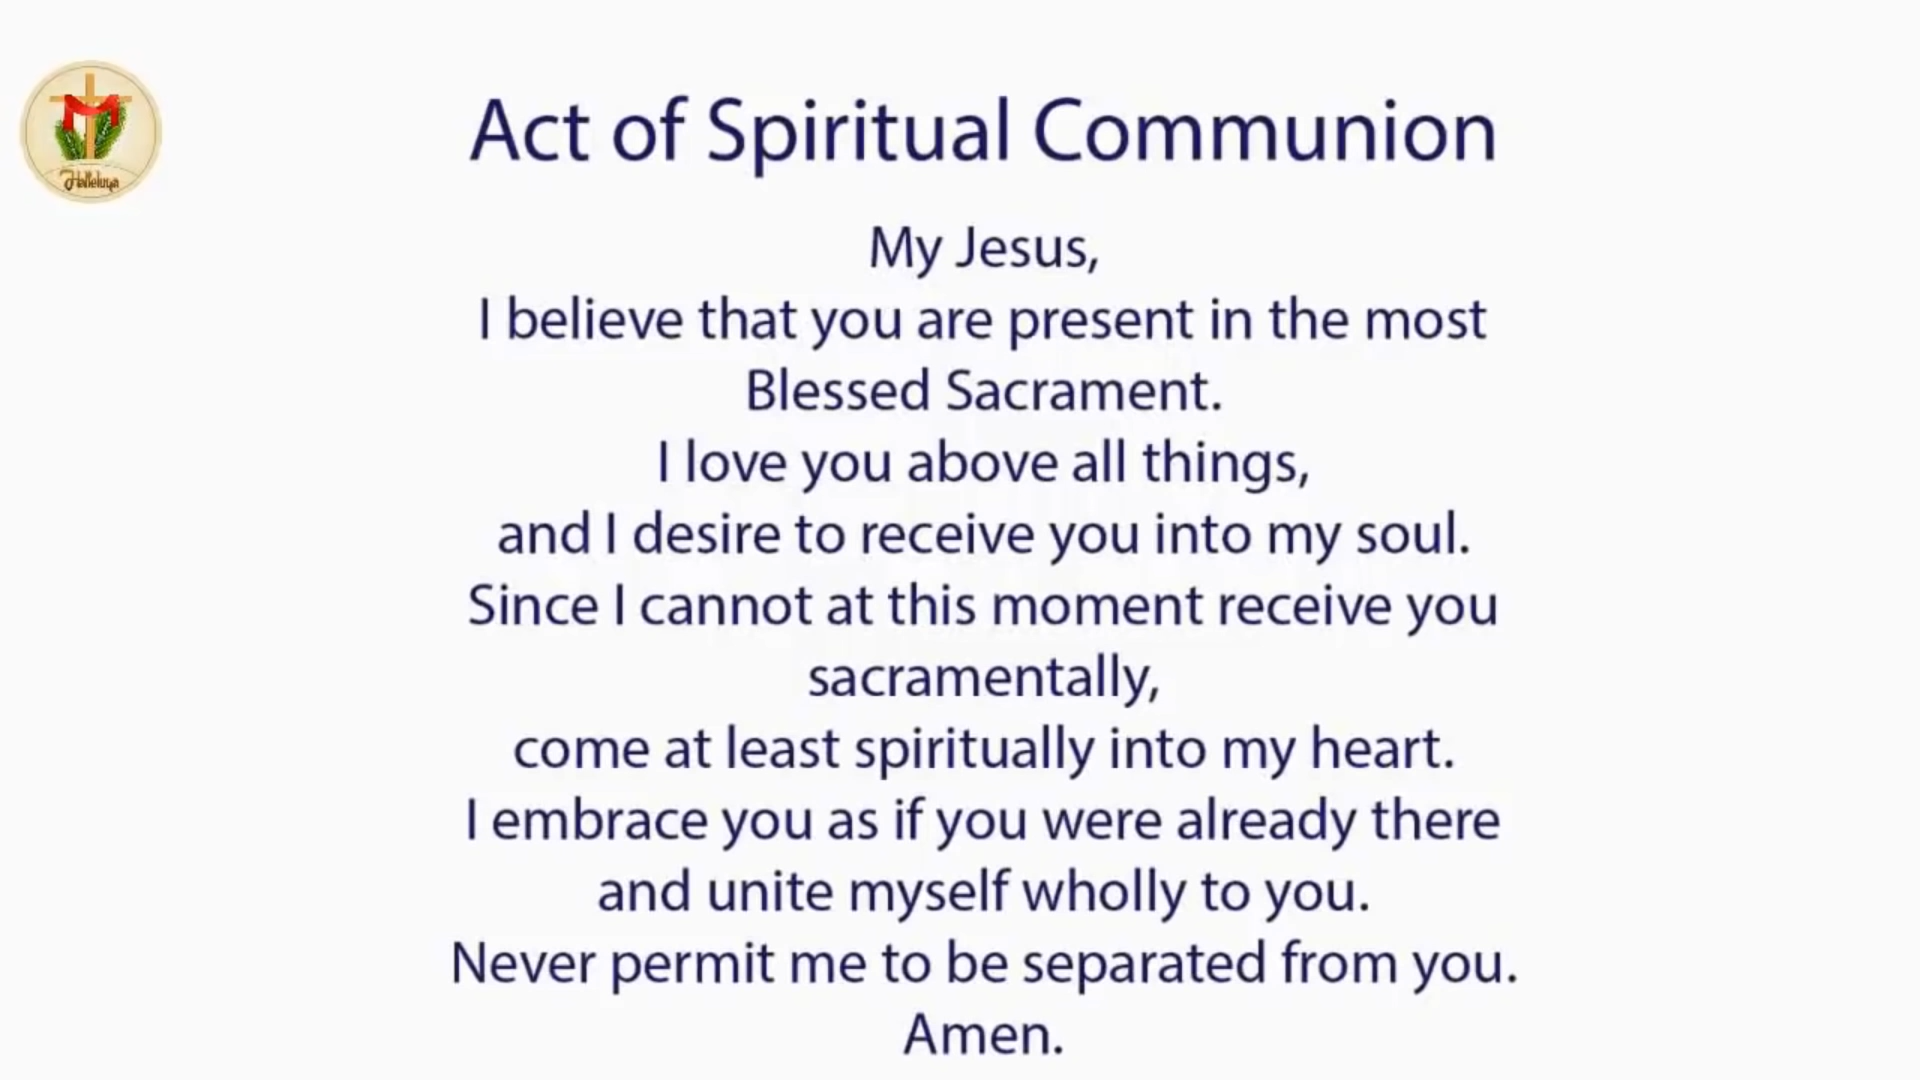 Halleluya
Act of Spiritual Communion
My Jesus,
I believe that you are present in the most
Blessed Sacrament.
I love you above all things,
and I desire to receive you into my soul.
Since I cannot at this moment receive you
sacramentally,
come at least spiritually into my heart.
I embrace you as if you were already there
and unite myself wholly to you.
Never permit me to be separated from you.
Amen.